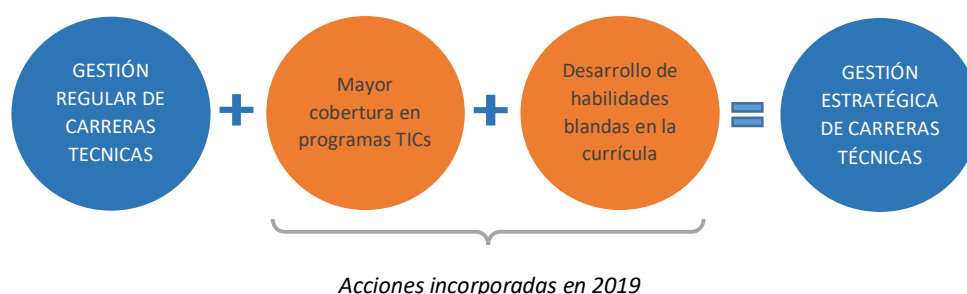 GESTIÓN
REGULAR DE
CARRERAS
TECNICAS
+
Mayor
cobertura en
programas TICs
+
Desarrollo de
habilidades
blandas en la
currícula
=
GESTIÓN
ESTRATÉGICA
DE CARRERAS
TÉCNICAS
Acciones incorporadas en 2019